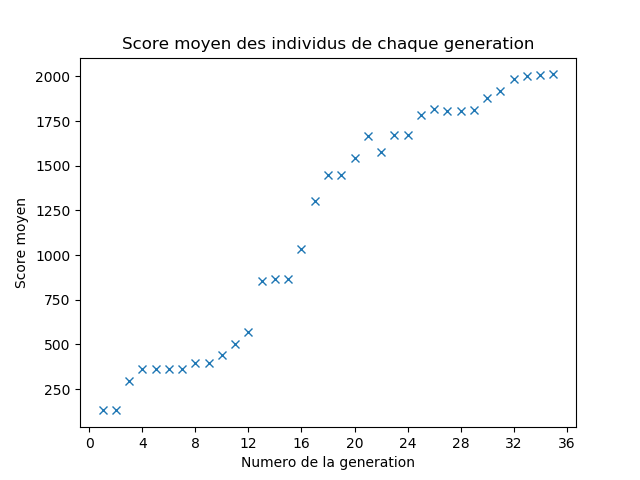 Score moyen des individus de chaque generation
Score moyen
2000
1750
1500
1250
1000
750
500
250
0 4 8 12 16 20 24 28 32 36
Numero de la generation